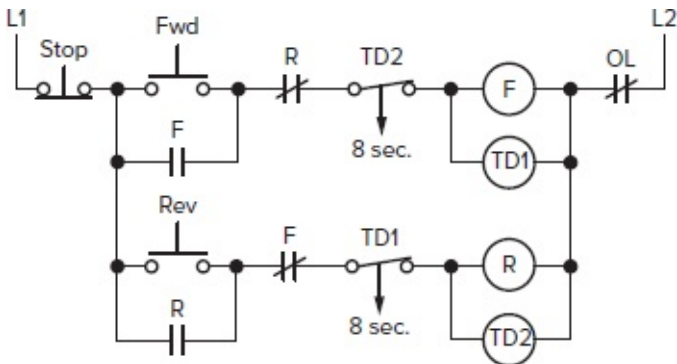 L1
Fwd
L2
Stop
R
TD2
OL
F
F
8 sec.
TD1
Rev
F
TD1
R
R
8 sec.
TD2